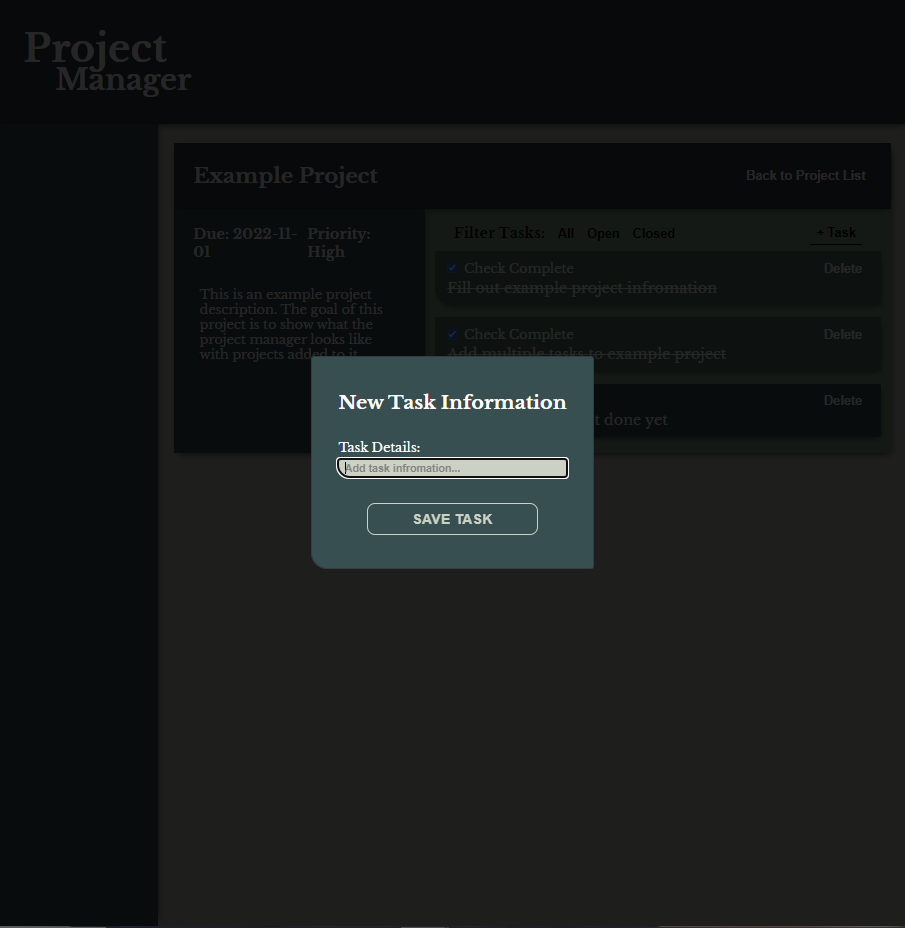 Project
Manager
Example Project
Back to Project List
Due: 2022-11-
01
Priority:
High
This is an example project
description. The goal of this
project is to show what the
project manager looks like
with projects added to it.
Filter Tasks: All Open Closed
+ Task
Check Complete
Delete
Fill out example project infromation
Check Complete
Delete
Add multiple tasks to example project
Delete
t done yet
New Task Information
Task Details:
Add task infromation...
SAVE TASK